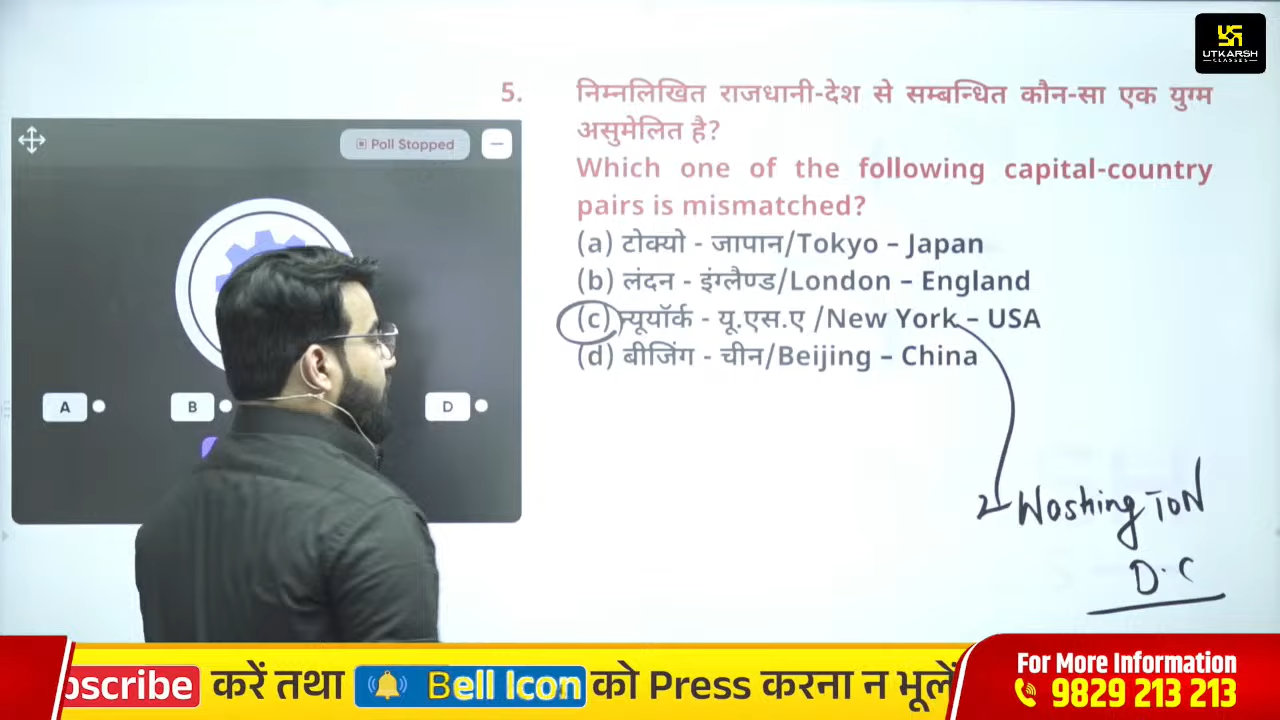 UTKARSH
CLASSES
5. निम्नलिखित राजधानी-देश से सम्बन्धित कौन-सा एक युग्म
असुमेलित है?
Which one of the following capital-country
pairs is mismatched?
(a) टोक्यो - जापान/Tokyo – Japan
(b) लंदन - इंग्लैण्ड/London – England
(c) न्यूयॉर्क - यू.एस.ए /New York – USA
(d) बीजिंग - चीन/Beijing – China
Poll Stopped
A
B
D
Washington
D.C
bscribe करें तथा Bell Icon को Press करना न भूलें
For More Information
9829 213 213